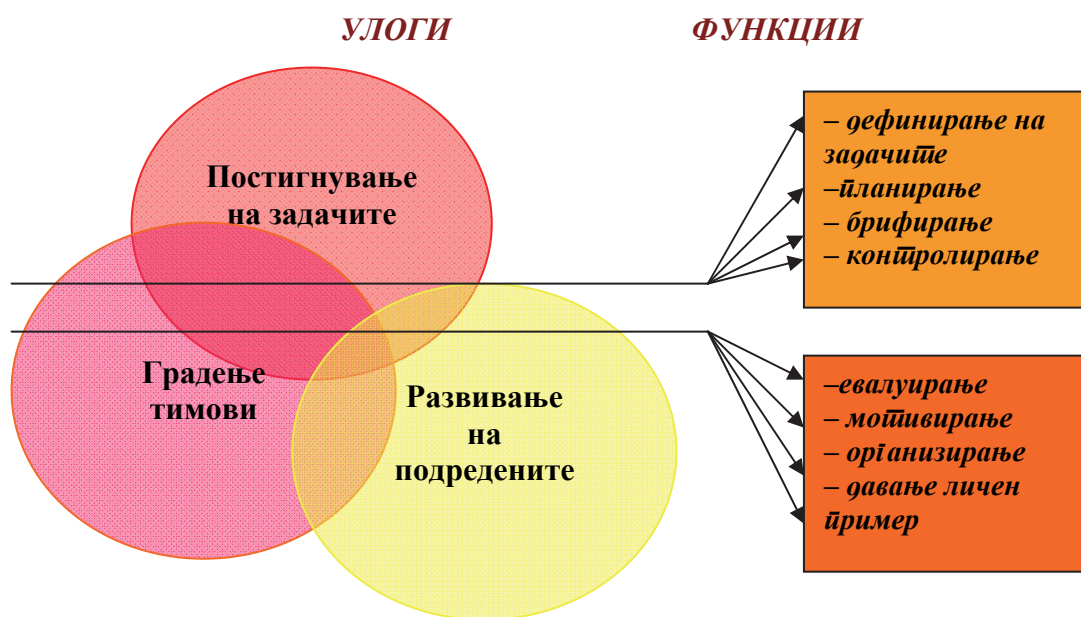 УЛОГИ
ФУНКЦИИ
Постигнување
на задачите
Градење
тимови
Развивање
на
подредените
– дефинирање на
задачите
–планирање
– брифирање
– контролирање
–евалуирање
– мотивирање
– организирање
– давање личен
пример